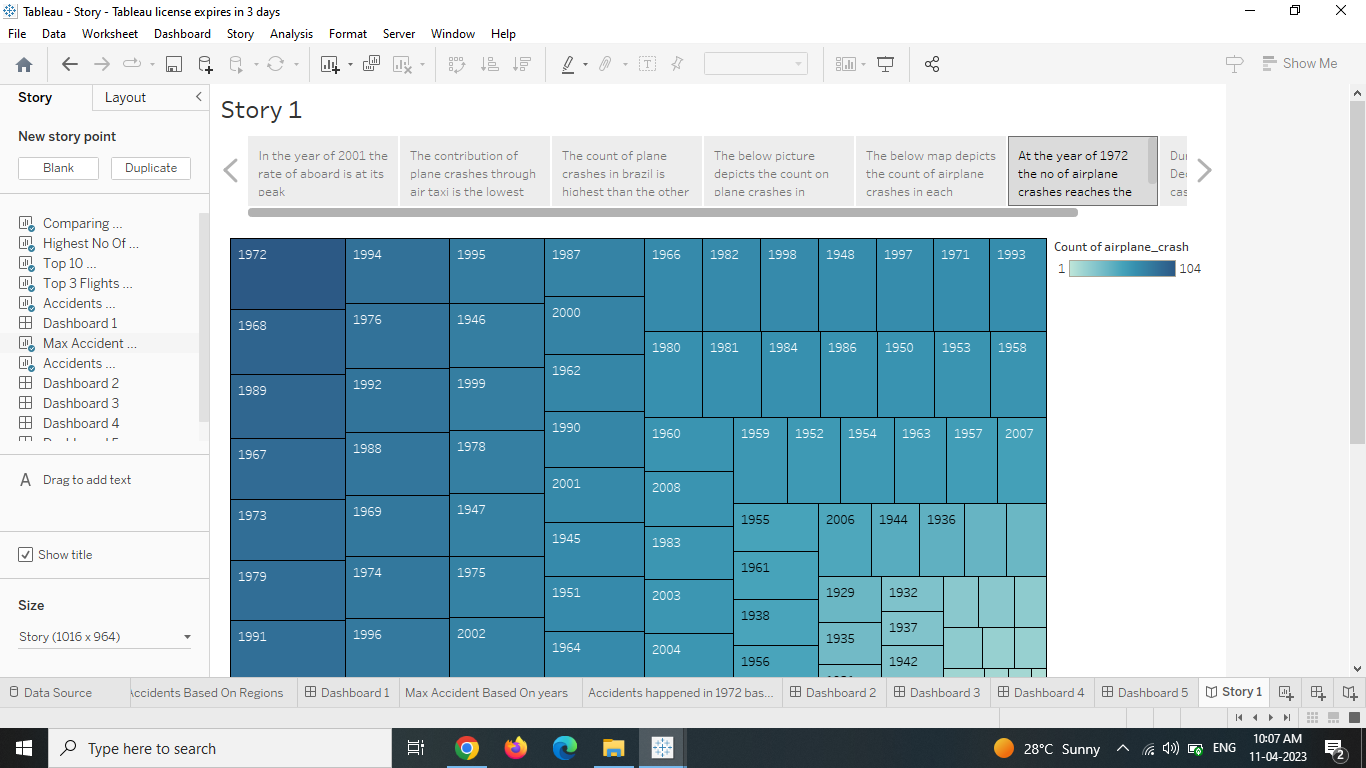 Tableau - Story - Tableau license expires in 3 days
File Data Worksheet Dashboard Story Analysis Format Server Window Help
Show Me
Story Layout
New story point
Blank Duplicate
Comparing ...
Highest No Of ...
Top 10 ...
Top 3 Flights ...
Accidents ...
Dashboard 1
Max Accident ...
Accidents ...
Dashboard 2
Dashboard 3
Dashboard 4
A Drag to add text
Show title
Size
Story (1016 x 964)
Story 1
In the year of 2001 the
rate of aboard is at its
peak
The contribution of
plane crashes through
air taxi is the lowest
The count of plane
crashes in brazil is
highest than the other
The below picture
depicts the count on
plane crashes in
The below map depicts
the count of airplane
crashes in each
At the year of 1972
the no of airplane
crashes reaches the
1972
1968
1989
1967
1973
1979
1991
1994
1976
1992
1988
1969
1974
1996
1995
1946
1999
1978
1947
1975
2002
1987
2000
1962
1990
2001
1945
1951
1964
1966 1982 1998 1948 1997 1971 1993
1980 1981 1984 1986 1950 1953 1958
1960 1959 1952 1954 1963 1957 2007
2008
1983
2003
2004
1955
1961
1938
1956
2006 1944 1936
1929 1932
1935 1937
1942
Count of airplane_crash
1 104
Data Source
Accidents Based On Regions
Dashboard 1
Max Accident Based On years
Accidents happened in 1972 bas...
Dashboard 2
Dashboard 3
Dashboard 4
Dashboard 5
Story 1
Type here to search
28°C Sunny
ENG
10:07 AM
11-04-2023
2